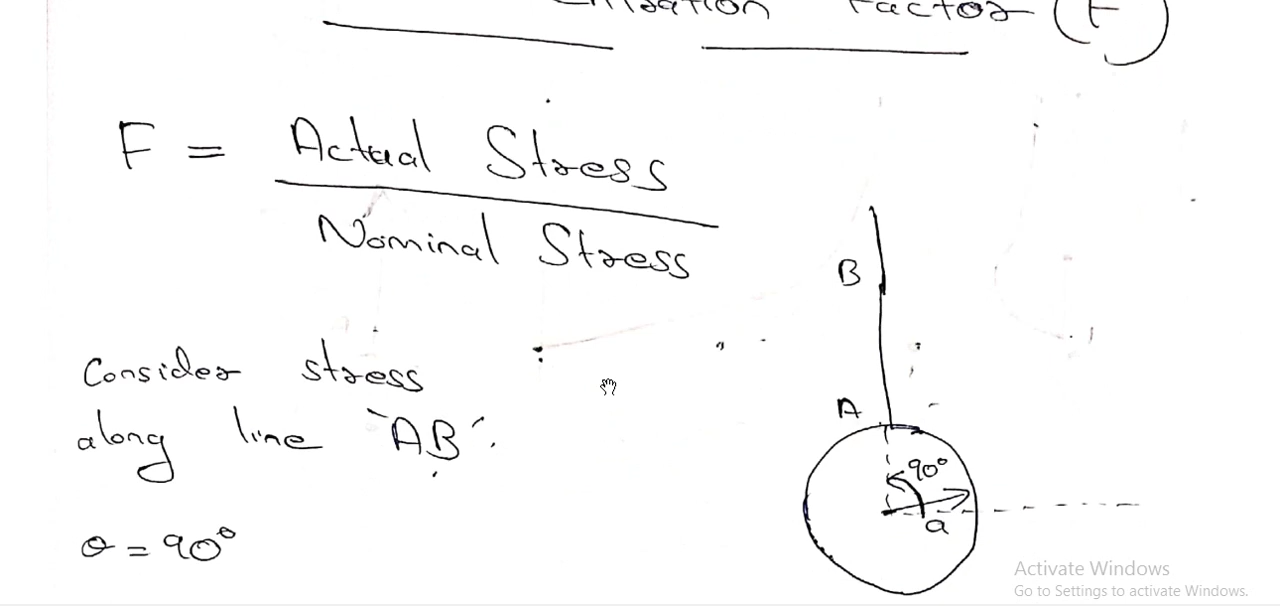 Factor (F)
F = Actual Stress
Nominal Stress
B
Consider stress
along line "AB".
A
90°
a
θ = 90°
Activate Windows
Go to Settings to activate Windows.